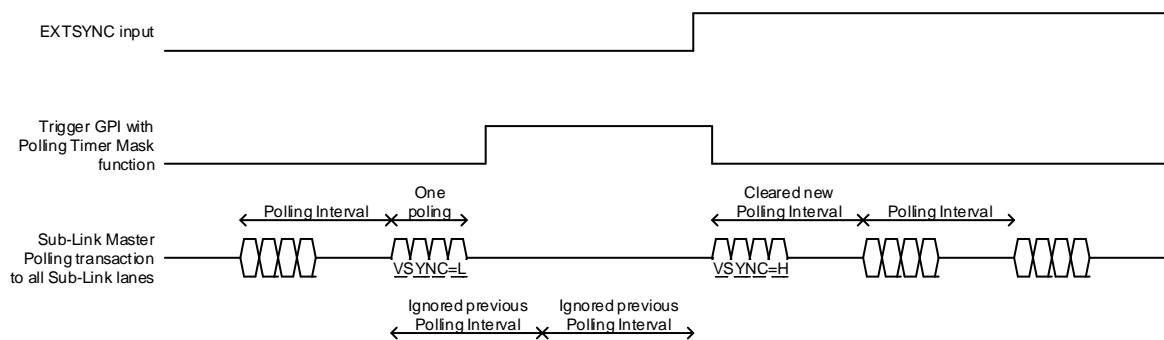 EXTSYNC input
Trigger GPI with
Polling Timer Mask
function
One
poling
Polling Interval
Cleared new
Polling Interval
Polling Interval
Sub-Link Master
Polling transaction
to all Sub-Link lanes
VSYNC=L
VSYNC=H
Ignored previous
Polling Interval
Ignored previous
Polling Interval